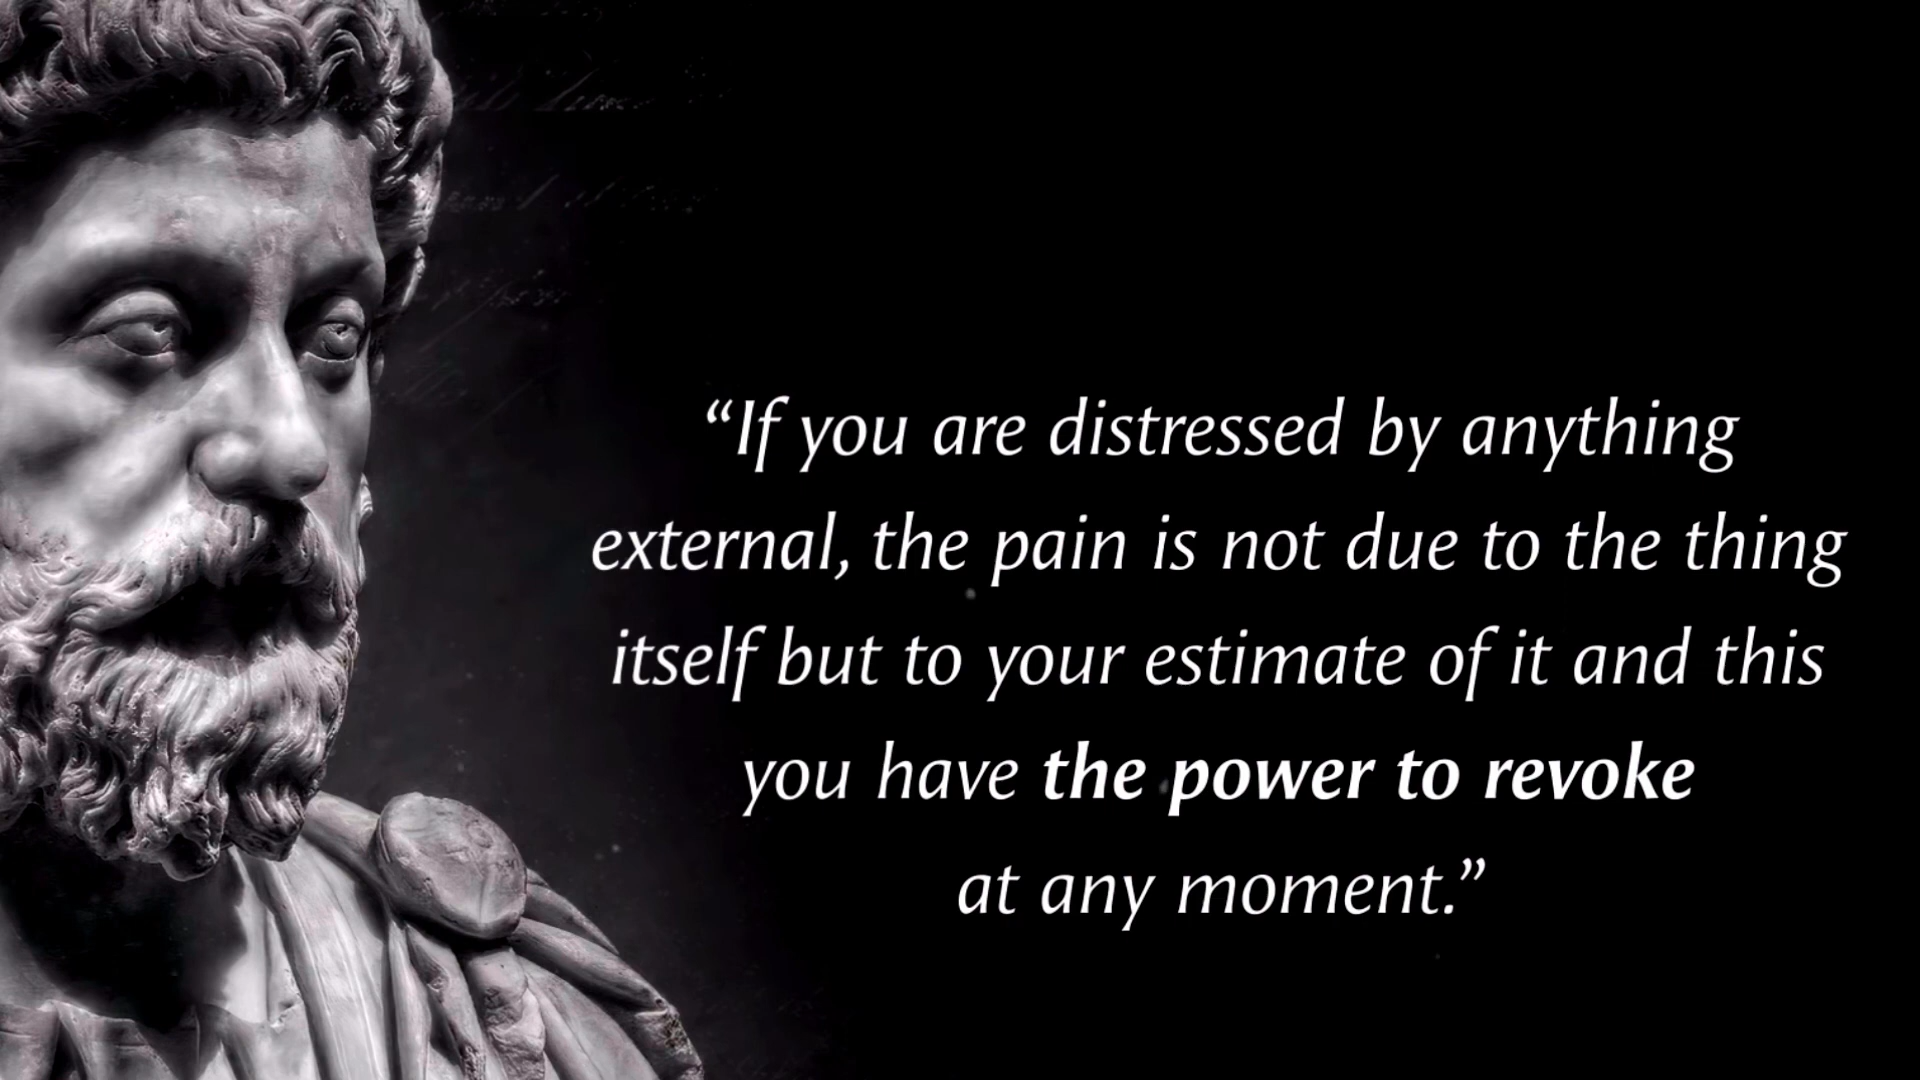 “If you are distressed by anything
external, the pain is not due to the thing
itself but to your estimate of it and this
you have the power to revoke
at any moment.”